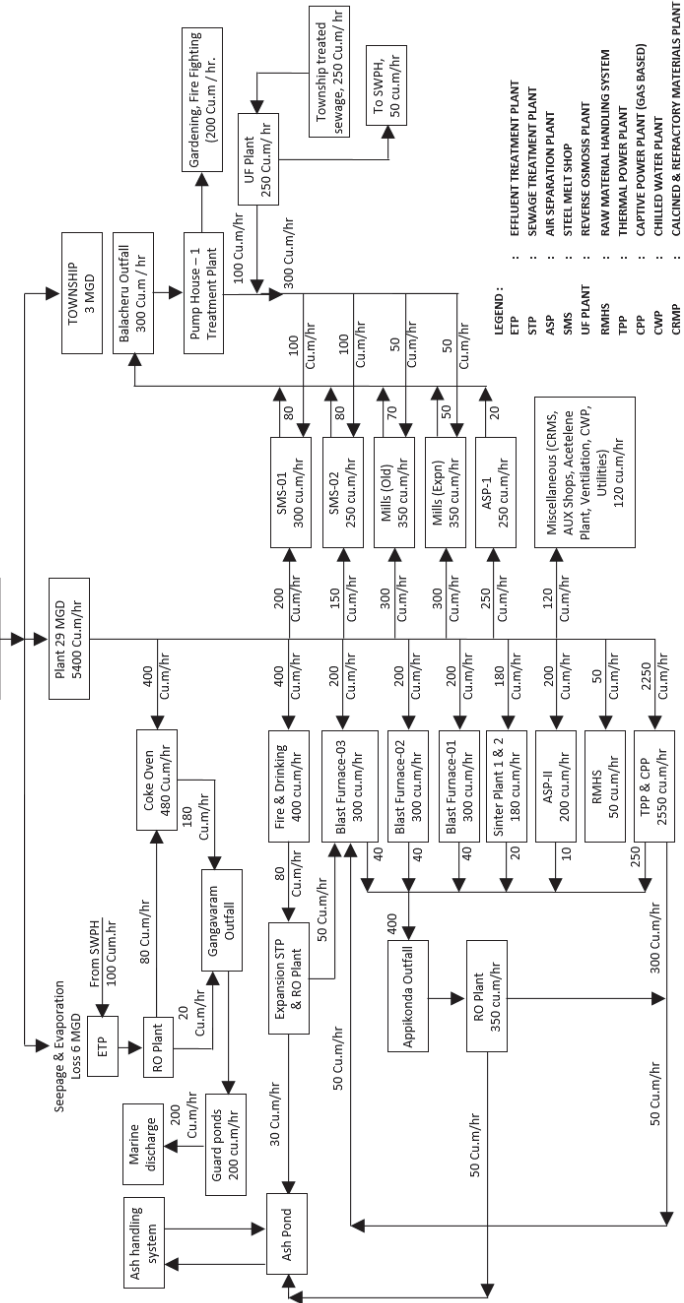 TOWNSHIP
3 MGD
Plant 29 MGD
5400 Cu.m/hr
Seepage & Evaporation
Loss 6 MGD
From SWPH
100 Cum.hr
ETP
RO Plant
80 Cu.m/hr
20
Cu.m/hr
Coke Oven
480 Cu.m/hr
400
Cu.m/hr
180
Cu.m/hr
Gangavaram
Outfall
Marine
discharge
200
Cu.m/hr
Guard ponds
200 cu.m/hr
Ash handling
system
Ash Pond
Balacheru Outfall
300 Cu.m / hr
Pump House – 1
Treatment Plant
Gardening, Fire Fighting
(200 Cu.m / hr.
UF Plant
250 Cu.m/ hr
Township treated
sewage, 250 Cu.m/ hr
To SWPH,
50 cu.m/hr
100 Cu.m/hr
300 Cu.m/hr
Fire & Drinking
400 cu.m/hr
400
Cu.m/hr
80
Cu.m/hr
Expansion STP
& RO Plant
30 Cu.m/hr
50 Cu.m/hr
Blast Furnace-03
300 cu.m/hr
200
Cu.m/hr
40
Blast Furnace-02
300 cu.m/hr
200
Cu.m/hr
40
Blast Furnace-01
300 cu.m/hr
200
Cu.m/hr
40
Sinter Plant 1 & 2
180 cu.m/hr
180
Cu.m/hr
20
ASP-II
200 cu.m/hr
200
Cu.m/hr
10
RMHS
50 cu.m/hr
50
Cu.m/hr
TPP & CPP
2550 cu.m/hr
2250
Cu.m/hr
250
300 Cu.m/hr
400
Appikonda Outfall
RO Plant
350 cu.m/hr
50 Cu.m/hr
50 Cu.m/hr
50 Cu.m/hr
SMS-01
300 cu.m/hr
200
Cu.m/hr
80
100
Cu.m/hr
SMS-02
250 cu.m/hr
150
Cu.m/hr
80
100
Cu.m/hr
Mills (Old)
350 cu.m/hr
300
Cu.m/hr
70
50
Cu.m/hr
Mills (Expn)
350 cu.m/hr
300
Cu.m/hr
50
50
Cu.m/hr
ASP-1
250 cu.m/hr
250
Cu.m/hr
20
Miscellaneous (CRMS,
AUX Shops, Acetelene
Plant, Ventilation, CWP,
Utilities)
120 cu.m/hr
120
Cu.m/hr
LEGEND :
ETP : EFFLUENT TREATMENT PLANT
STP : SEWAGE TREATMENT PLANT
ASP : AIR SEPARATION PLANT
SMS : STEEL MELT SHOP
UF PLANT : REVERSE OSMOSIS PLANT
RMHS : RAW MATERIAL HANDLING SYSTEM
TPP : THERMAL POWER PLANT
CPP : CAPTIVE POWER PLANT (GAS BASED)
CWP : CHILLED WATER PLANT
CRMP : CALCINED & REFRACTORY MATERIALS PLANT